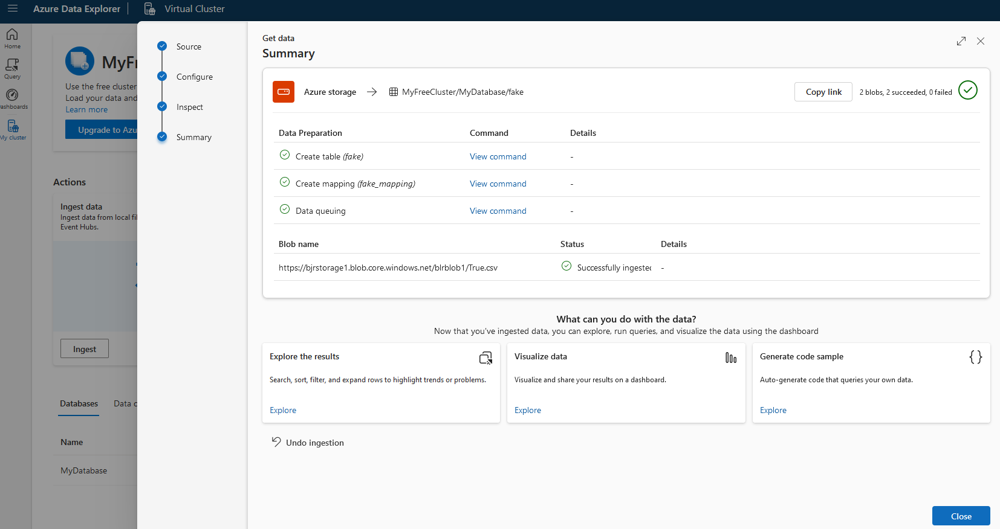 Azure Data Explorer
Virtual Cluster
Home
Query
ashboards
My cluster
MyFr
Use the free cluster
Load your data and
Learn more
Upgrade to Azu
Actions
Ingest data
Ingest data from local fil
Event Hubs.
Ingest
Databases
Data c
Name
MyDatabase
Source
Configure
Inspect
Summary
Get data
Summary
Azure storage
MyFreeCluster/MyDatabase/fake
Copy link
2 blobs, 2 succeeded, 0 failed
Data Preparation Command Details
Create table (fake) View command -
Create mapping (fake_mapping) View command -
Data queuing View command -
Blob name Status Details
https://bjrstorage1.blob.core.windows.net/blrblob1/True.csv Successfully ingested -
What can you do with the data?
Now that you've ingested data, you can explore, run queries, and visualize the data using the dashboard
Explore the results
Search, sort, filter, and expand rows to highlight trends or problems.
Explore
Visualize data
Visualize and share your results on a dashboard.
Explore
Generate code sample
Auto-generate code that queries your own data.
Explore
Undo ingestion
Close